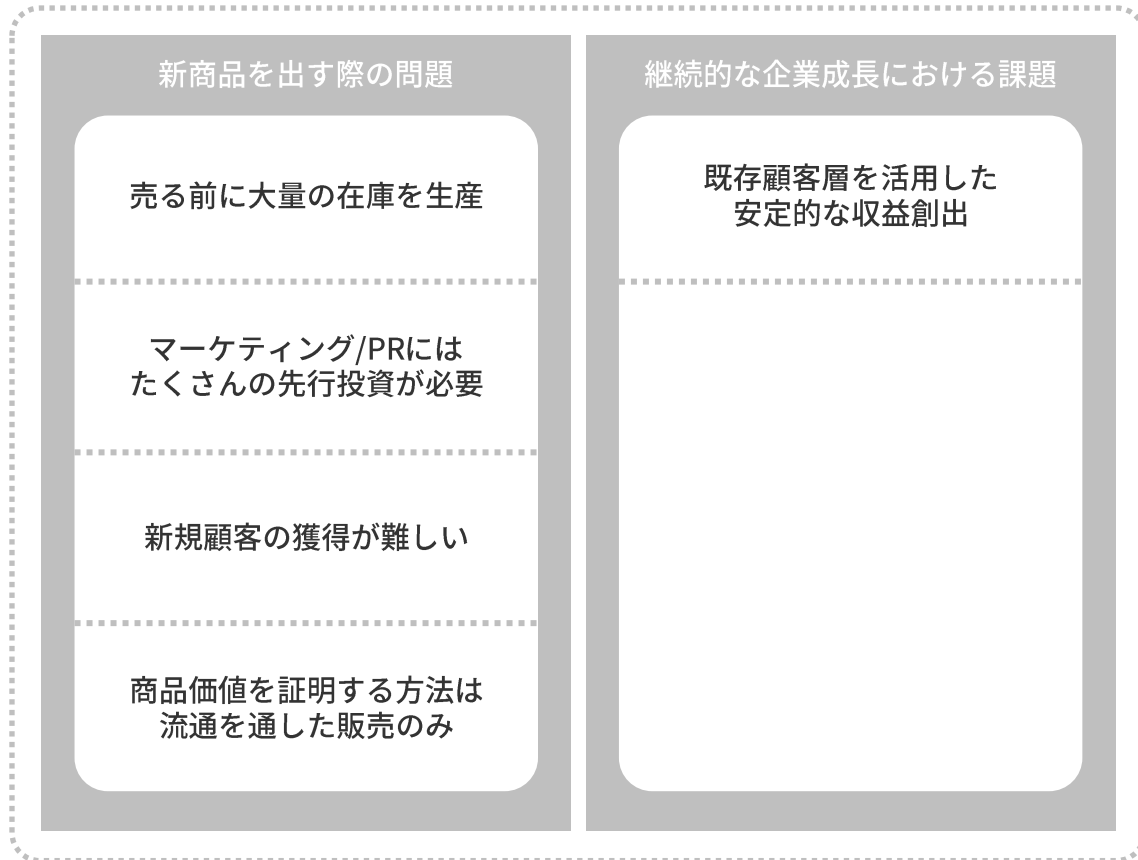 新商品を出す際の問題
売る前に大量の在庫を生産
マーケティング/PRには
たくさんの先行投資が必要
新規顧客の獲得が難しい
商品価値を証明する方法は
流通を通した販売のみ
継続的な企業成長における課題
既存顧客層を活用した
安定的な収益創出